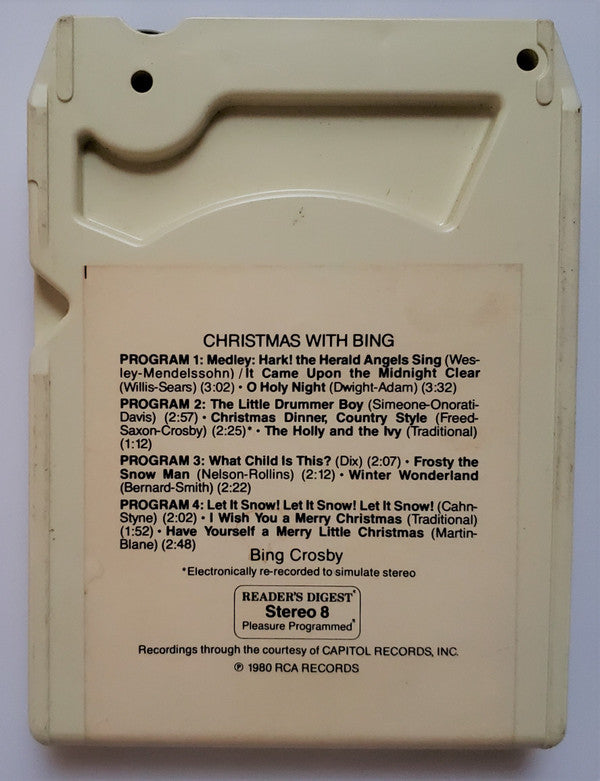 CHRISTMAS WITH BING
PROGRAM 1: Medley: Hark! the Herald Angels Sing (Wes-
ley-Mendelssohn) / It Came Upon the Midnight Clear
(Willis-Sears) (3:02) • O Holy Night (Dwight-Adam) (3:32)
PROGRAM 2: The Little Drummer Boy (Simeone-Onorati-
Davis) (2:57) • Christmas Dinner, Country Style (Freed-
Saxon-Crosby) (2:25)* • The Holly and the Ivy (Traditional)
(1:12)
PROGRAM 3: What Child Is This? (Dix) (2:07) • Frosty the
Snow Man (Nelson-Rollins) (2:12) • Winter Wonderland
(Bernard-Smith) (2:22)
PROGRAM 4: Let It Snow! Let It Snow! Let It Snow! (Cahn-
Styne) (2:02) • I Wish You a Merry Christmas (Traditional)
(1:52) • Have Yourself a Merry Little Christmas (Martin-
Blane) (2:48)
Bing Crosby
*Electronically re-recorded to simulate stereo
READER'S DIGEST®
Stereo 8
Pleasure Programmed®
Recordings through the courtesy of CAPITOL RECORDS, INC.
℗ 1980 RCA RECORDS